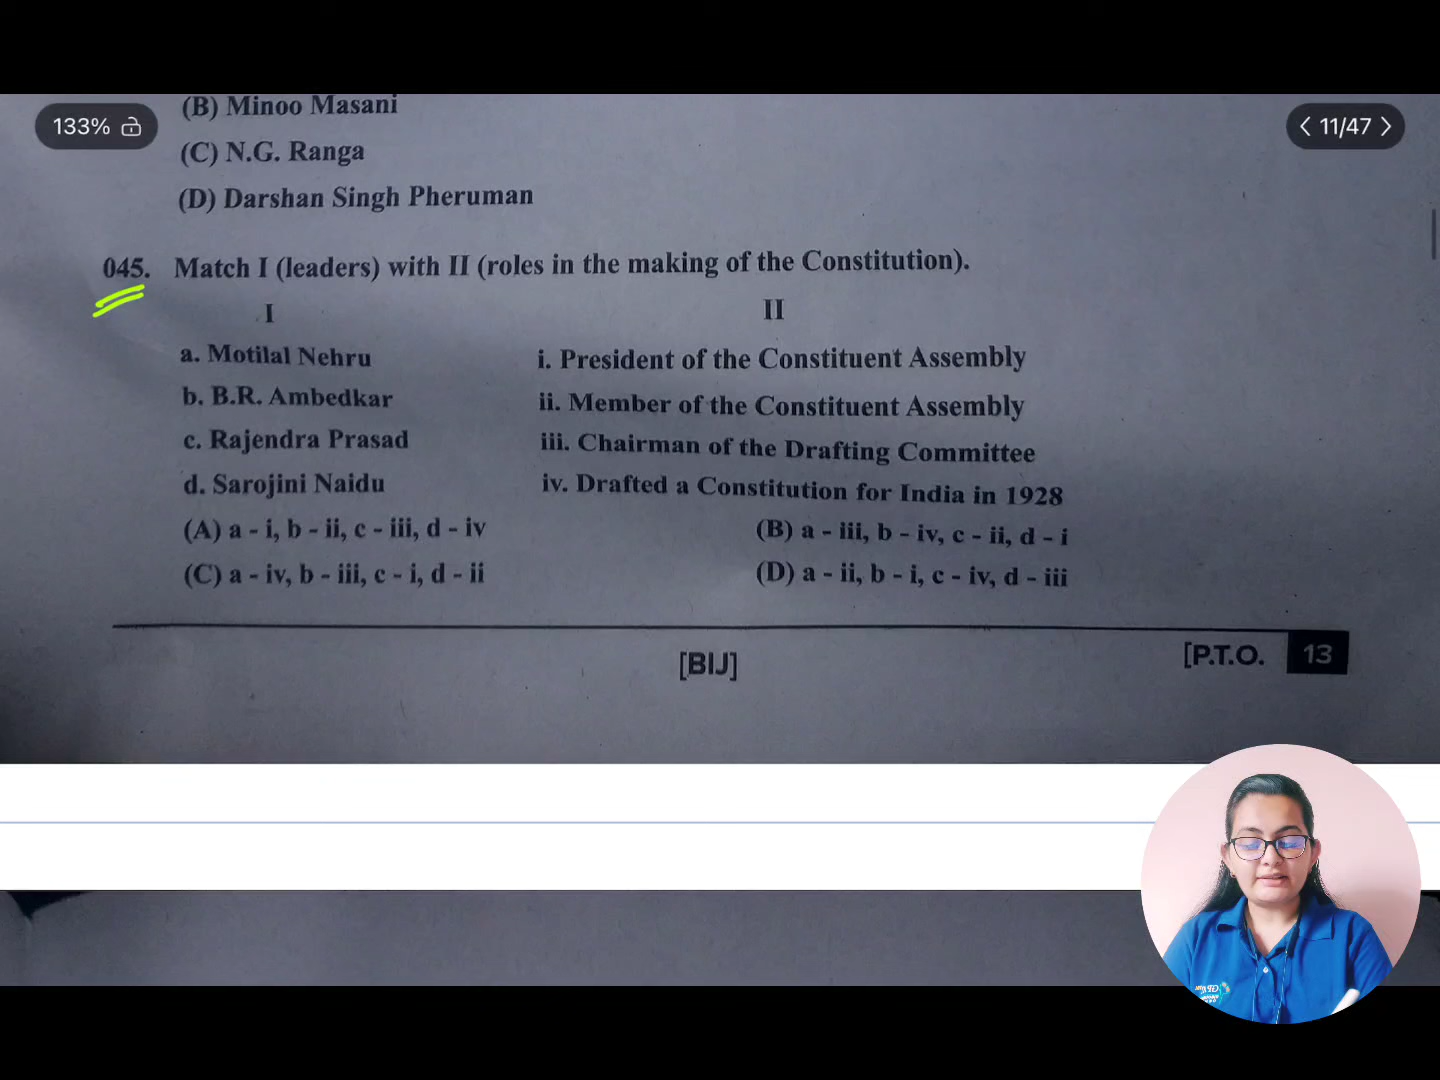 (B) Minoo Masani
133%
< 11/47 >
(C) N.G. Ranga
(D) Darshan Singh Pheruman
045. Match I (leaders) with II (roles in the making of the Constitution).
I II
a. Motilal Nehru i. President of the Constituent Assembly
b. B.R. Ambedkar ii. Member of the Constituent Assembly
c. Rajendra Prasad iii. Chairman of the Drafting Committee
d. Sarojini Naidu iv. Drafted a Constitution for India in 1928
(A) a - i, b - ii, c - iii, d - iv (B) a - iii, b - iv, c - ii, d - i
(C) a - iv, b - iii, c - i, d - ii (D) a - ii, b - i, c - iv, d - iii
[BIJ] [P.T.O. 13